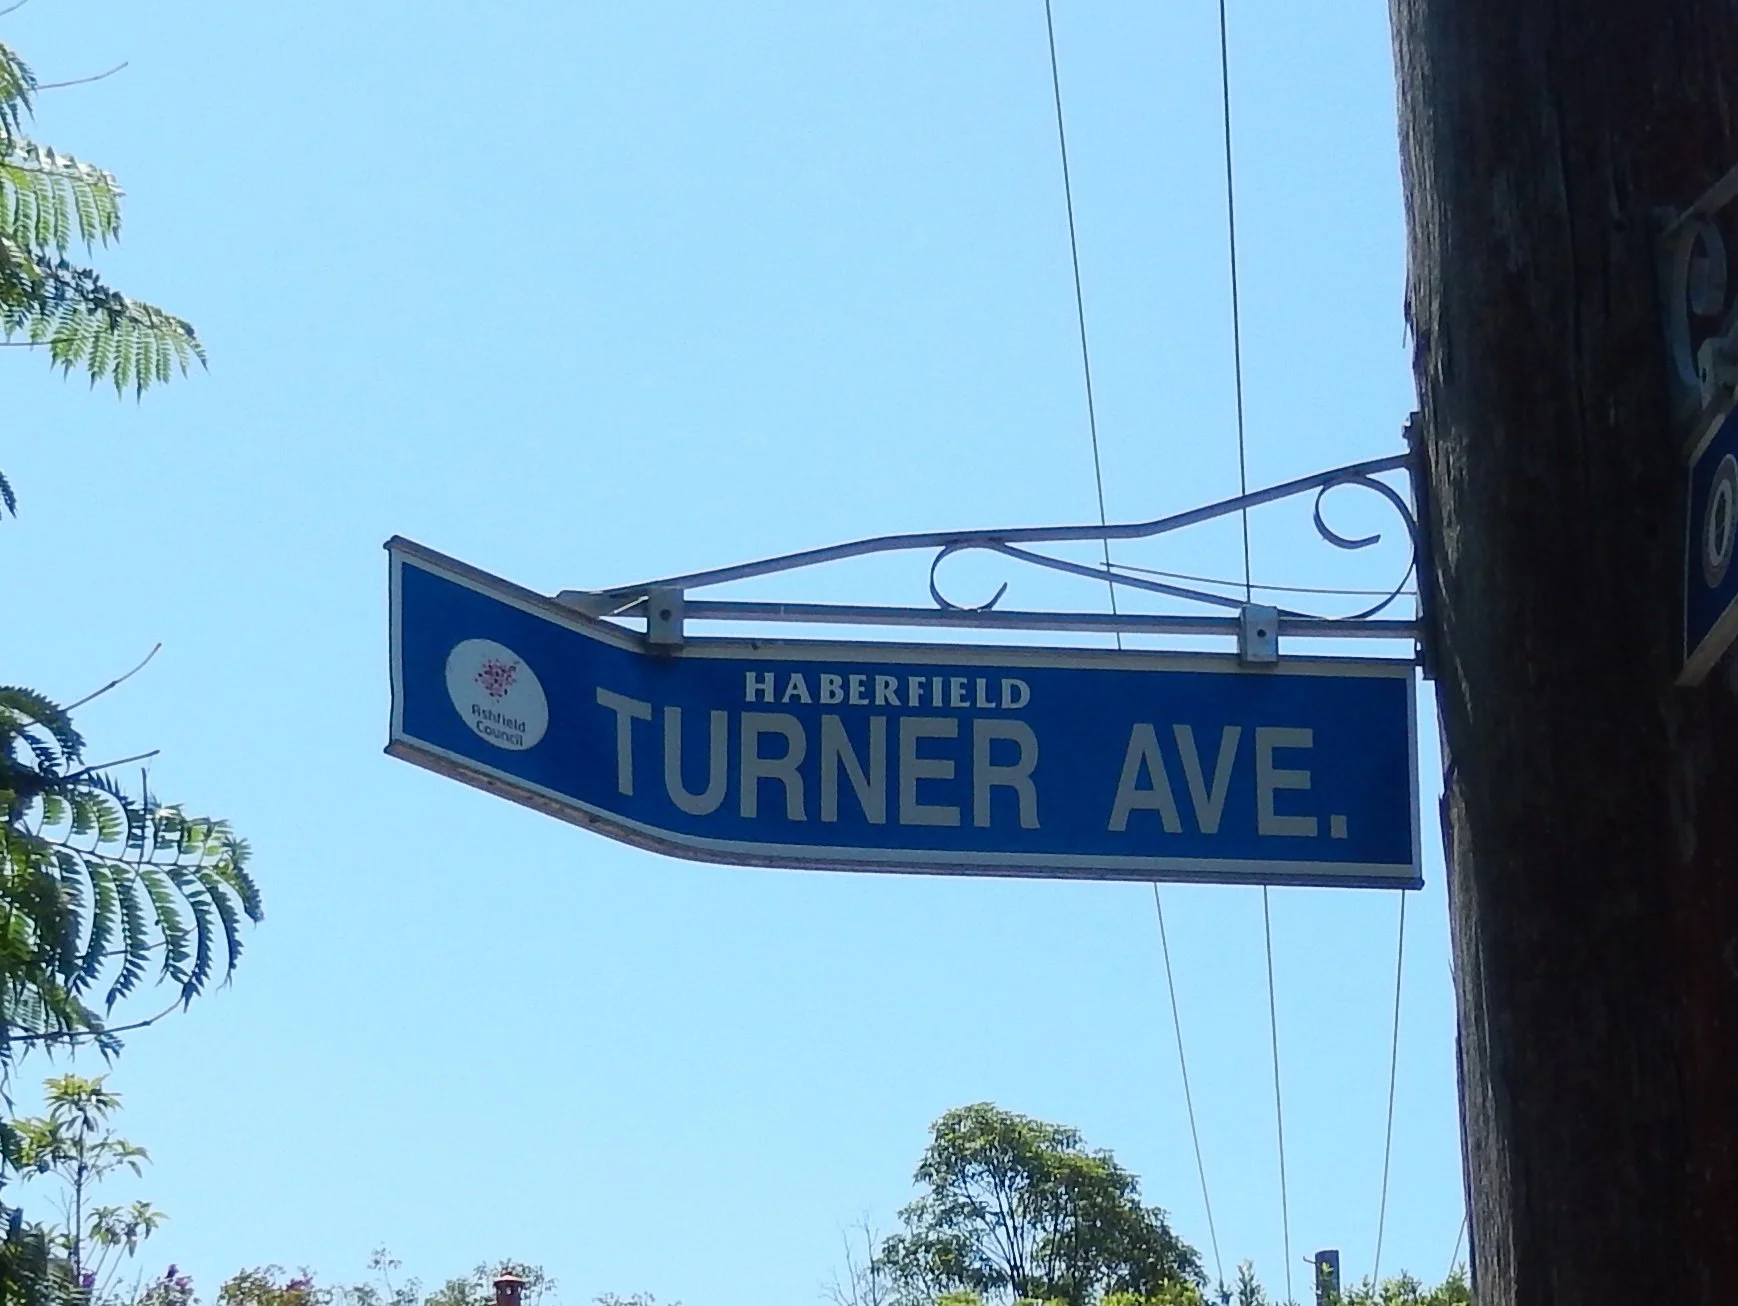 HABERFIELD
TURNER AVE.
Ashfield
Council